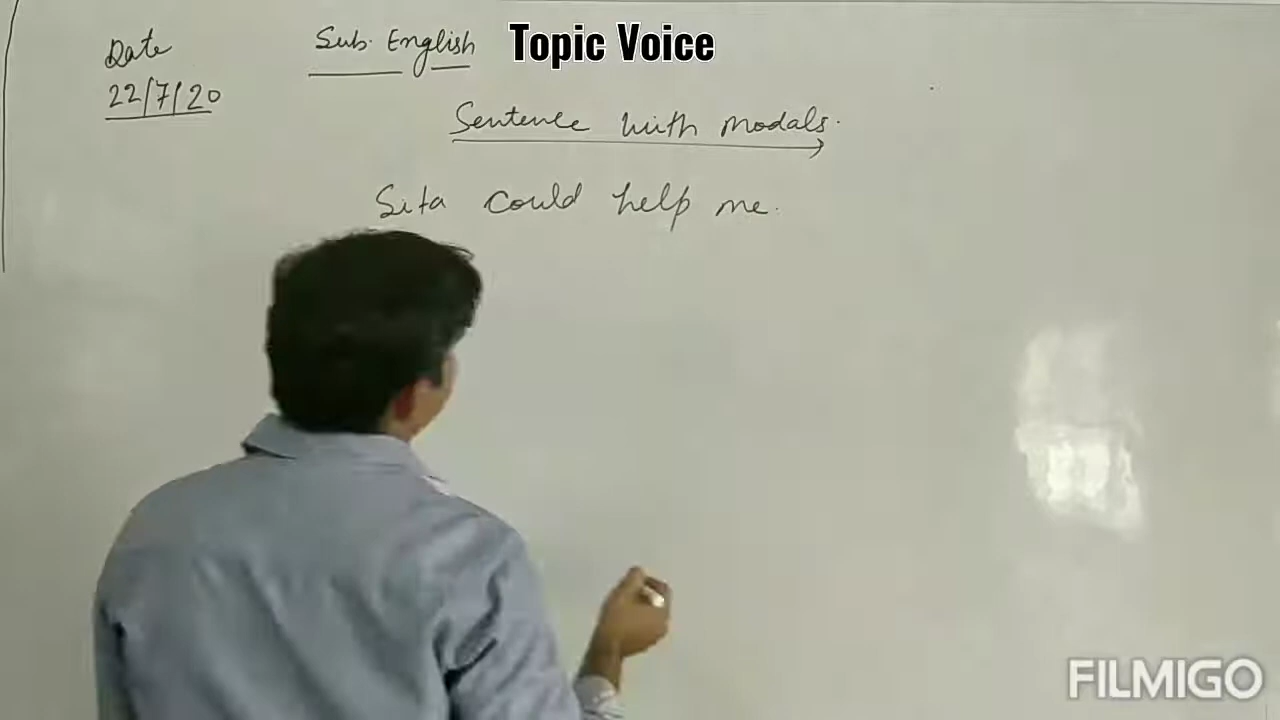 Date
22/7/20
Sub. English
Topic Voice
Sentence with modals.
Sita could help me.
FILMIGO